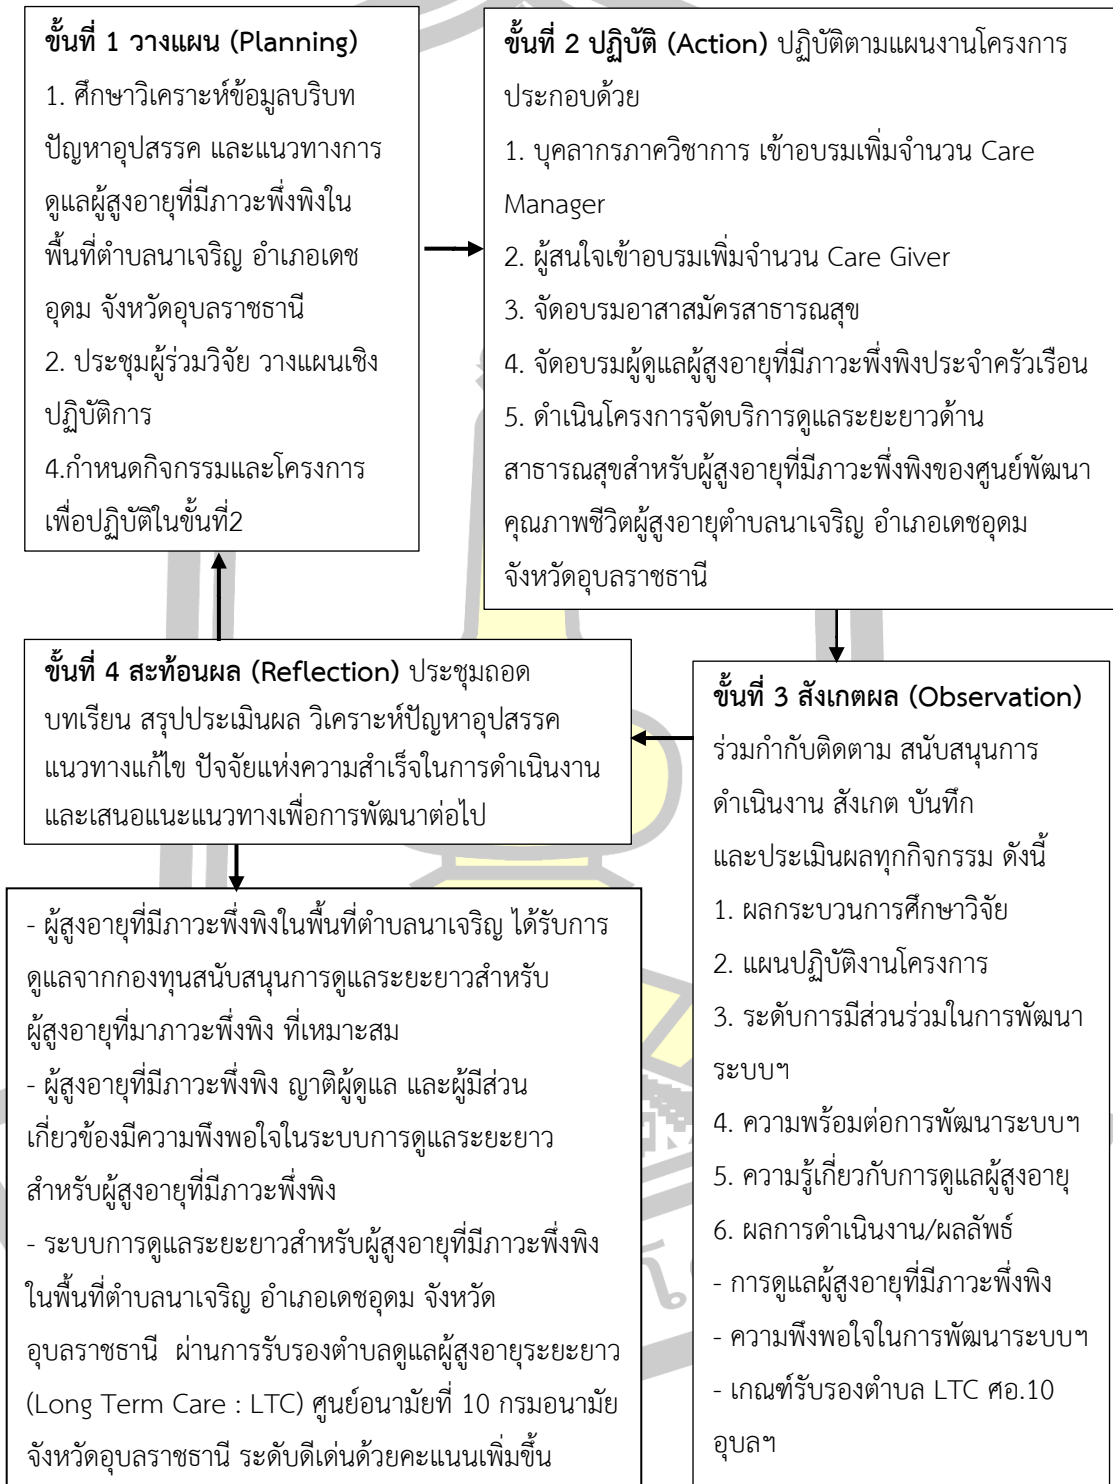 ขั้นที่ 1 วางแผน (Planning)
1. ศึกษาวิเคราะห์ข้อมูลบริบท
ปัญหาอุปสรรค และแนวทางการ
ดูแลผู้สูงอายุที่มีภาวะพึ่งพิงใน
พื้นที่ตำบลนาเจริญ อำเภอเดช
อุดม จังหวัดอุบลราชธานี
2. ประชุมผู้ร่วมวิจัย วางแผนเชิง
ปฏิบัติการ
4.กำหนดกิจกรรมและโครงการ
เพื่อปฏิบัติในขั้นที่2
ขั้นที่ 2 ปฏิบัติ (Action) ปฏิบัติตามแผนงานโครงการ
ประกอบด้วย
1. บุคลากรภาควิชาการ เข้าอบรมเพิ่มจำนวน Care
Manager
2. ผู้สนใจเข้าอบรมเพิ่มจำนวน Care Giver
3. จัดอบรมอาสาสมัครสาธารณสุข
4. จัดอบรมผู้ดูแลผู้สูงอายุที่มีภาวะพึ่งพิงประจำครัวเรือน
5. ดำเนินโครงการจัดบริการดูแลระยะยาวด้าน
สาธารณสุขสำหรับผู้สูงอายุที่มีภาวะพึ่งพิงของศูนย์พัฒนา
คุณภาพชีวิตผู้สูงอายุตำบลนาเจริญ อำเภอเดชอุดม
จังหวัดอุบลราชธานี
ขั้นที่ 3 สังเกตผล (Observation)
ร่วมกำกับติดตาม สนับสนุนการ
ดำเนินงาน สังเกต บันทึก
และประเมินผลทุกกิจกรรม ดังนี้
1. ผลกระบวนการศึกษาวิจัย
2. แผนปฏิบัติงานโครงการ
3. ระดับการมีส่วนร่วมในการพัฒนา
ระบบฯ
4. ความพร้อมต่อการพัฒนาระบบฯ
5. ความรู้เกี่ยวกับการดูแลผู้สูงอายุ
6. ผลการดำเนินงาน/ผลลัพธ์
- การดูแลผู้สูงอายุที่มีภาวะพึ่งพิง
- ความพึงพอใจในการพัฒนาระบบฯ
- เกณฑ์รับรองตำบล LTC ศอ.10
อุบลฯ
ขั้นที่ 4 สะท้อนผล (Reflection) ประชุมถอด
บทเรียน สรุปประเมินผล วิเคราะห์ปัญหาอุปสรรค
แนวทางแก้ไข ปัจจัยแห่งความสำเร็จในการดำเนินงาน
และเสนอแนะแนวทางเพื่อการพัฒนาต่อไป
- ผู้สูงอายุที่มีภาวะพึ่งพิงในพื้นที่ตำบลนาเจริญ ได้รับการ
ดูแลจากกองทุนสนับสนุนการดูแลระยะยาวสำหรับ
ผู้สูงอายุที่มาภาวะพึ่งพิง ที่เหมาะสม
- ผู้สูงอายุที่มีภาวะพึ่งพิง ญาติผู้ดูแล และผู้มีส่วน
เกี่ยวข้องมีความพึงพอใจในระบบการดูแลระยะยาว
สำหรับผู้สูงอายุที่มีภาวะพึ่งพิง
- ระบบการดูแลระยะยาวสำหรับผู้สูงอายุที่มีภาวะพึ่งพิง
ในพื้นที่ตำบลนาเจริญ อำเภอเดชอุดม จังหวัด
อุบลราชธานี ผ่านการรับรองตำบลดูแลผู้สูงอายุระยะยาว
(Long Term Care : LTC) ศูนย์อนามัยที่ 10 กรมอนามัย
จังหวัดอุบลราชธานี ระดับดีเด่นด้วยคะแนนเพิ่มขึ้น